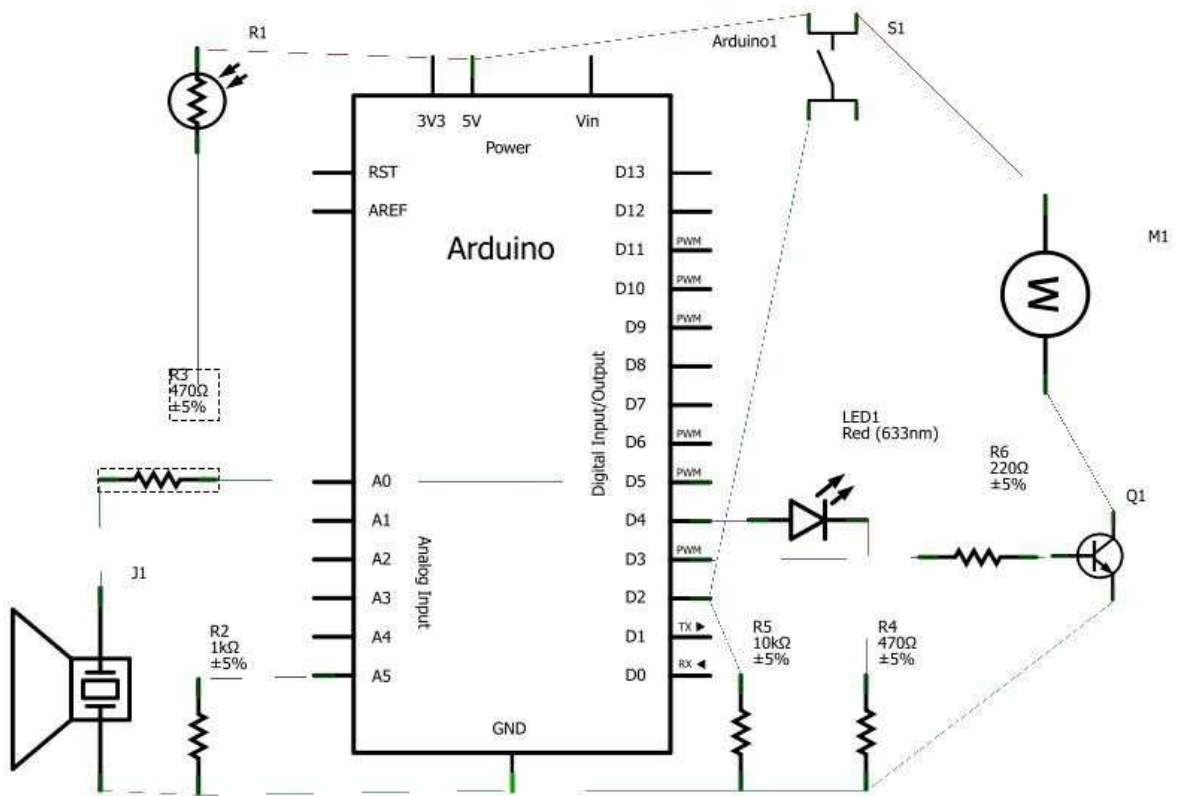 R1
Arduino1
S1
3V3
5V
Vin
Power
RST
AREF
Arduino
D13
D12
D11
PWM
D10
PWM
D9
PWM
D8
D7
D6
PWM
D5
PWM
D4
D3
PWM
D2
D1
TX ▶
D0
RX ◀
Digital Input/Output
A0
A1
A2
A3
A4
A5
Analog Input
GND
M1
R3
470Ω
±5%
J1
R2
1kΩ
±5%
LED1
Red (633nm)
R6
220Ω
±5%
Q1
R5
10kΩ
±5%
R4
470Ω
±5%
M